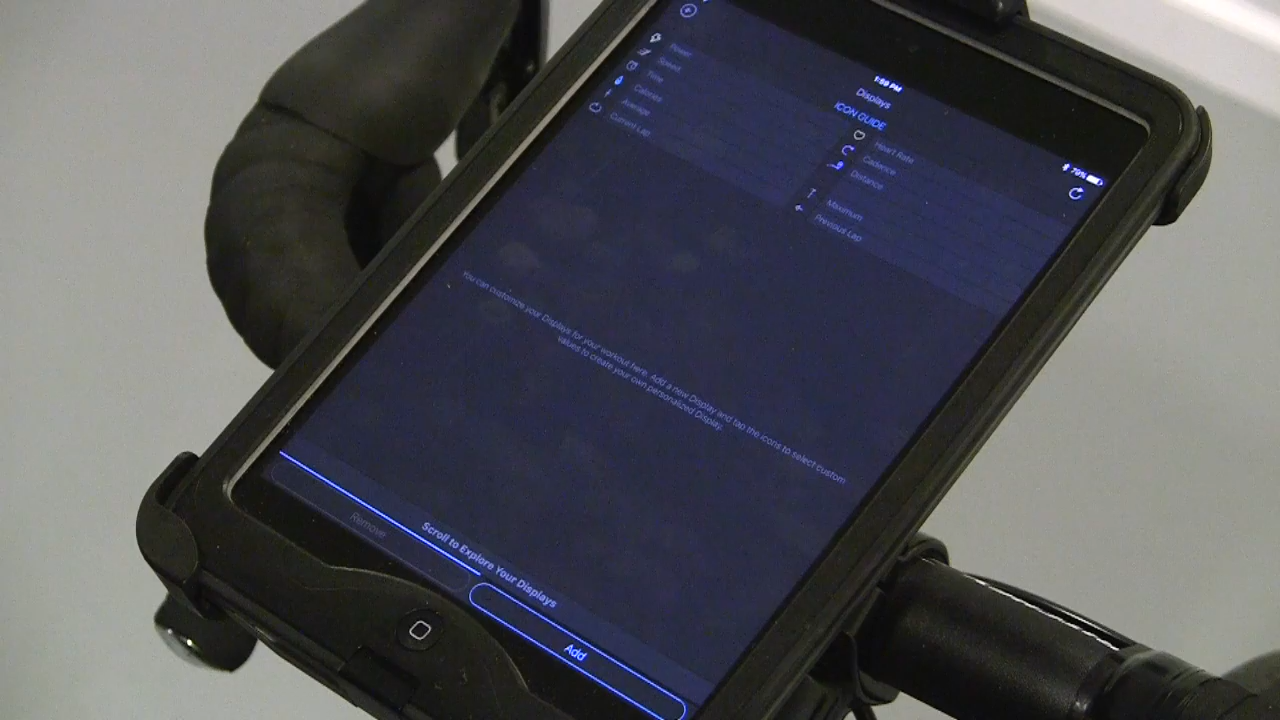 1:59 PM
79%
Displays
ICON GUIDE
Power
Speed
Time
Calories
Average
Current Lap
Heart Rate
Cadence
Distance
Maximum
Previous Lap
You can customize your Displays for your workout here. Add a new Display and tap the icons to select custom
values to create your own personalized Display.
Scroll to Explore Your Displays
Remove
Add